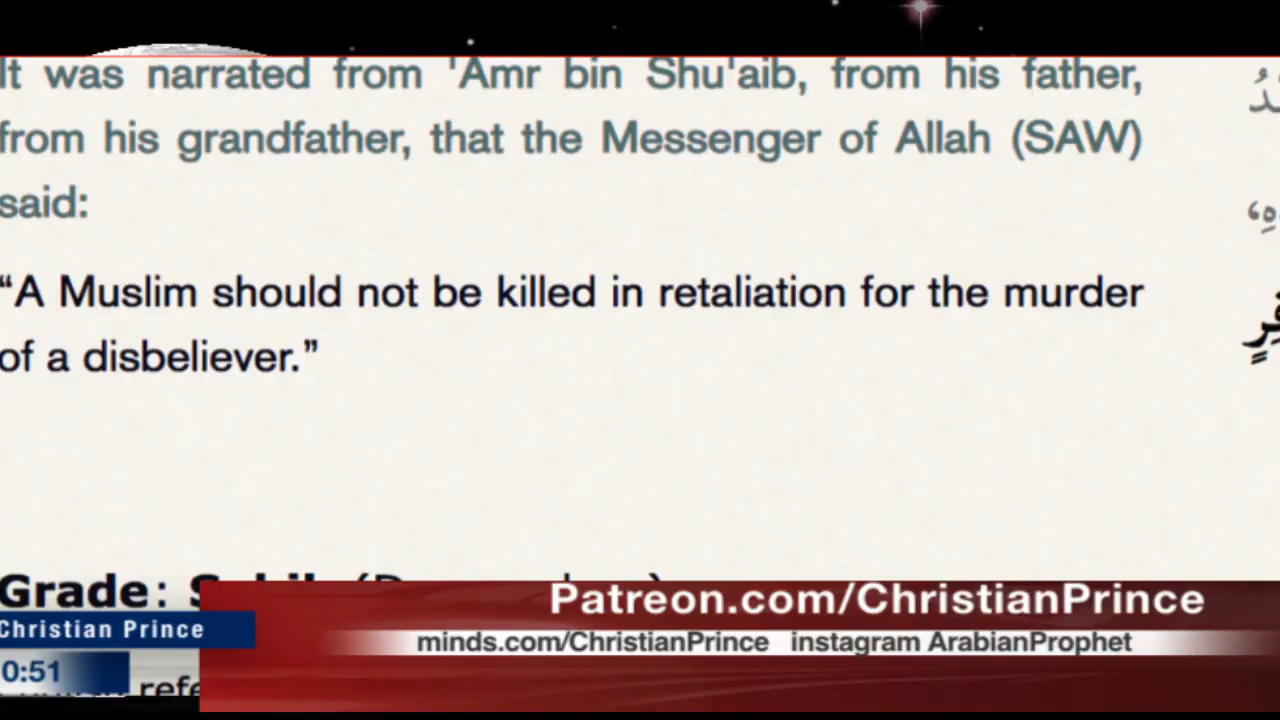 It was narrated from 'Amr bin Shu'aib, from his father,
from his grandfather, that the Messenger of Allah (SAW)
said:
“A Muslim should not be killed in retaliation for the murder
of a disbeliever.”
Grade:
Patreon.com/ChristianPrince
Christian Prince
minds.com/ChristianPrince instagram ArabianProphet
0:51